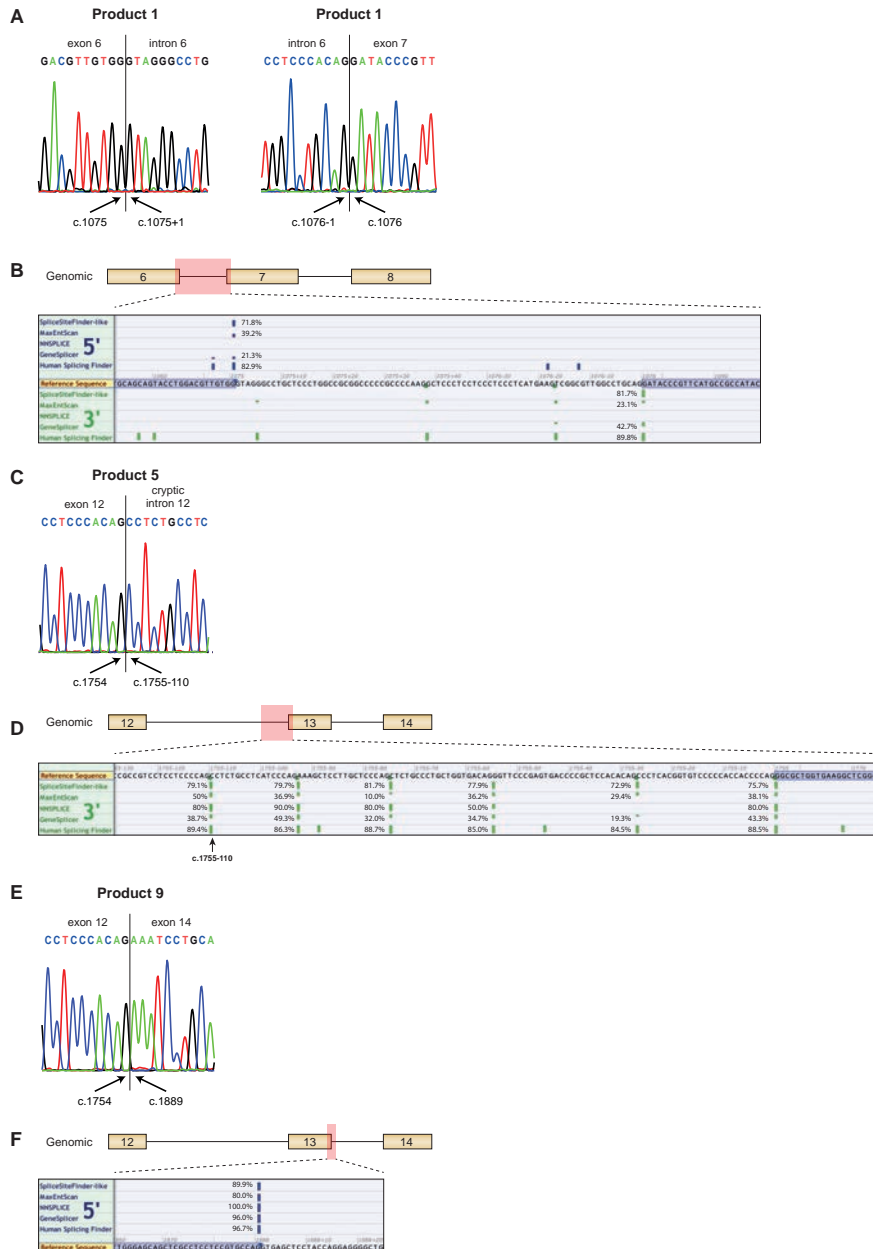 A
Product 1
Product 1
exon 6
intron 6
intron 6
exon 7
GACGTTGTGGGTAGGGCCTG
CCTCCCACAGGATACCCGTT
c.1075
c.1075+1
c.1076-1
c.1076
B
Genomic
6
7
8
SpliceSiteFinder-like
71.8%
MaxEntScan
39.2%
NNSPLICE
5'
GeneSplicer
21.3%
Human Splicing Finder
82.9%
Reference Sequence
SpliceSiteFinder-like
81.7%
MaxEntScan
23.1%
NNSPLICE
3'
GeneSplicer
42.7%
Human Splicing Finder
89.8%
C
Product 5
exon 12
cryptic
intron 12
CCTCCCACAGCCTCTGCCTC
c.1754
c.1755-110
D
Genomic
12
13
14
Reference Sequence
SpliceSiteFinder-like
79.1%
79.7%
81.7%
77.9%
72.9%
75.7%
MaxEntScan
50%
36.9%
10.0%
36.2%
29.4%
38.1%
NNSPLICE
3'
80%
90.0%
80.0%
50.0%
80.0%
GeneSplicer
38.7%
49.3%
32.0%
34.7%
19.3%
43.3%
Human Splicing Finder
89.4%
86.3%
88.7%
85.0%
84.5%
88.5%
c.1755-110
E
Product 9
exon 12
exon 14
CCTCCCACAGAAATCCTGCA
c.1754
c.1889
F
Genomic
12
13
14
SpliceSiteFinder-like
89.9%
MaxEntScan
80.0%
NNSPLICE
5'
100.0%
GeneSplicer
96.0%
Human Splicing Finder
96.7%
Reference Sequence